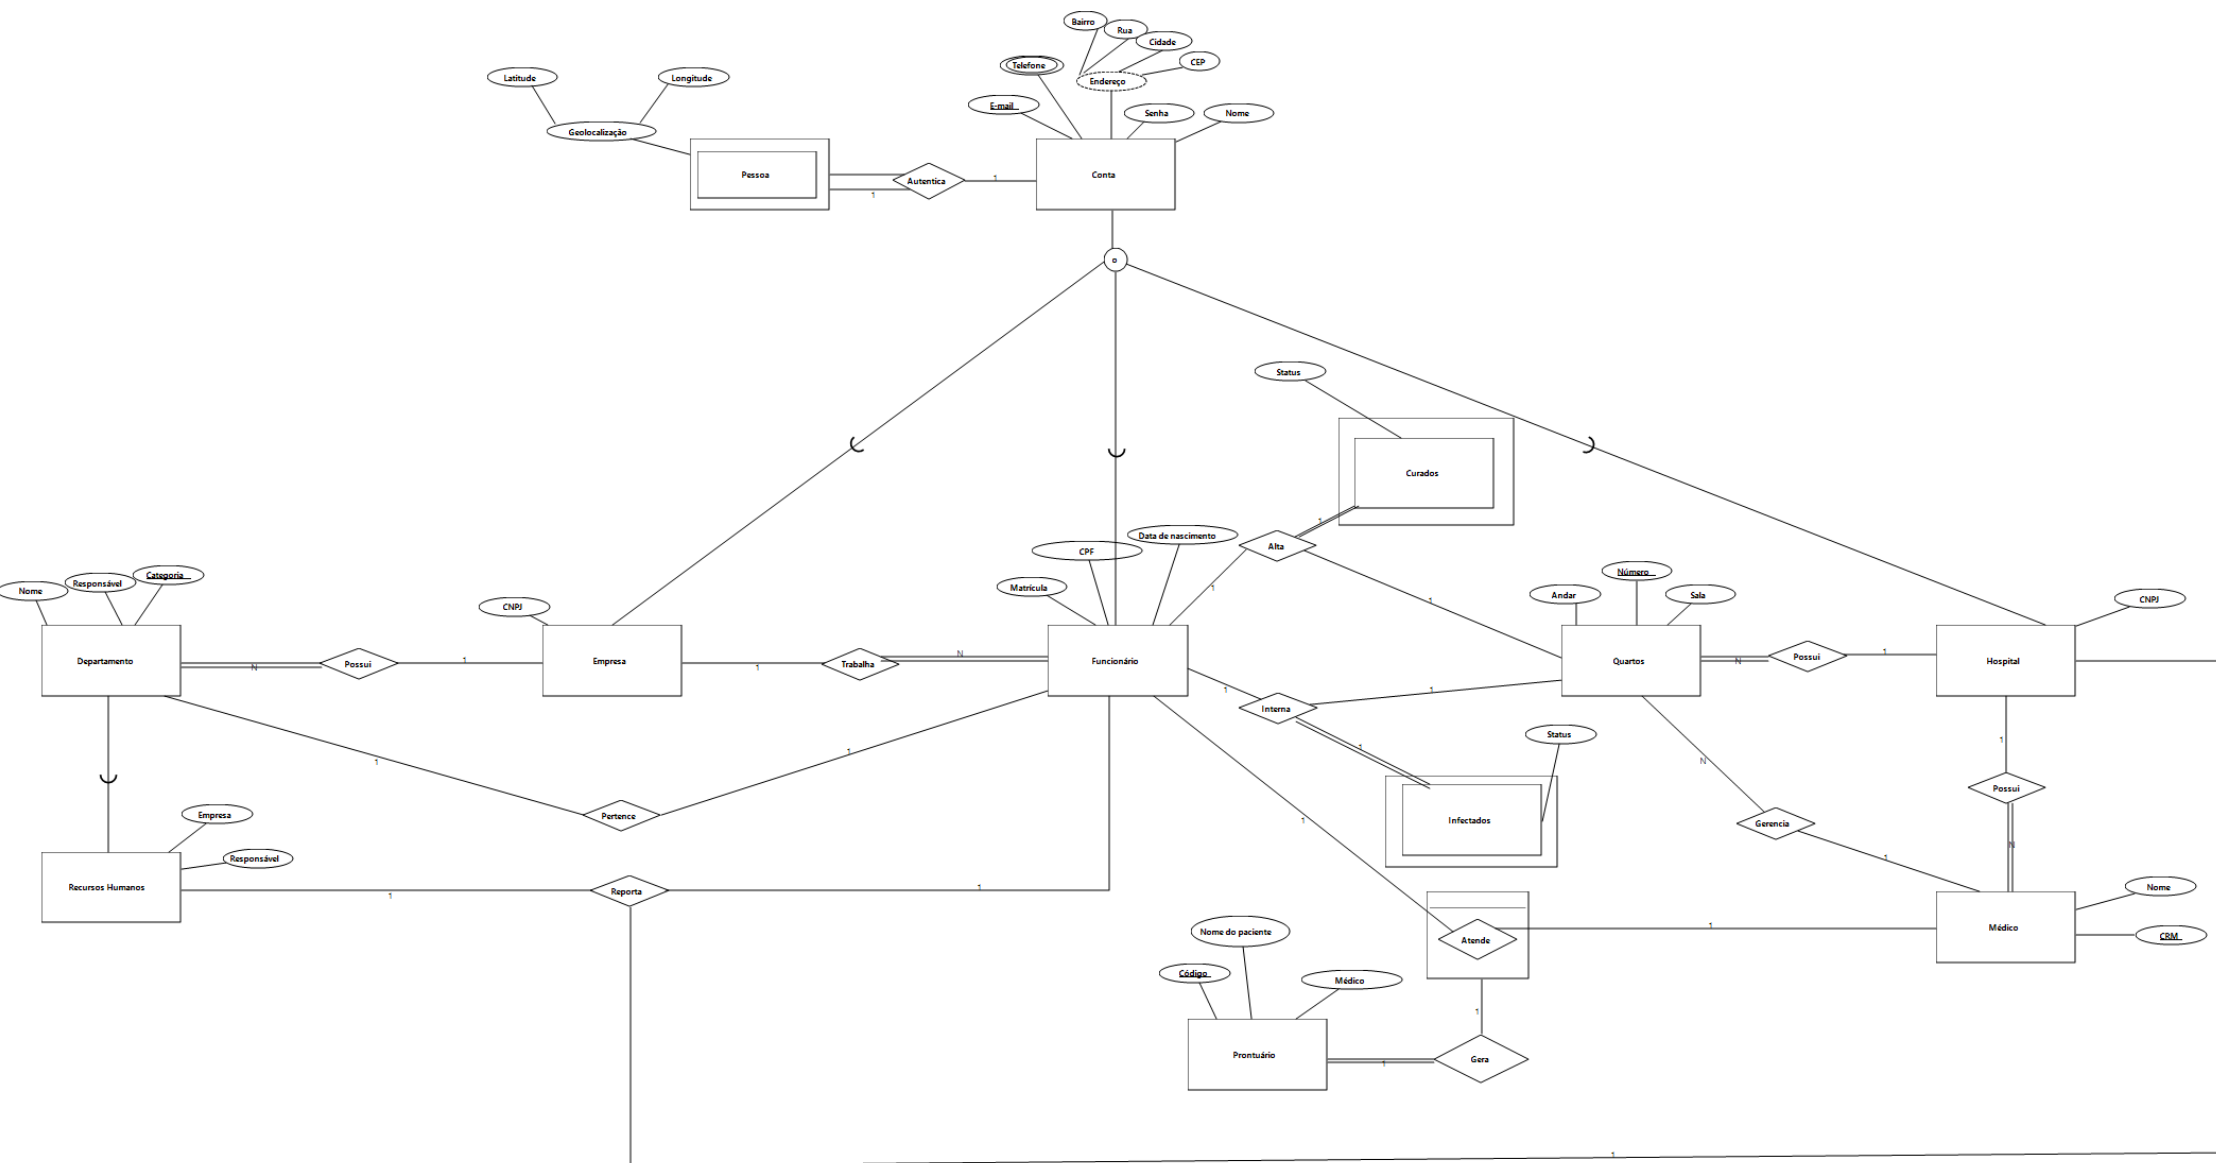 Bairro
Rua
Cidade
CEP
Telefone
Endereço
Latitude
Longitude
E-mail
Senha
Nome
Geolocalização
Pessoa
1
Autentica
1
Conta
o
Status
Curados
1
Alta
1
1
Data de nascimento
CPF
Matrícula
Nome
Responsável
Categoria
CNPJ
Andar
Número
Sala
CNPJ
Departamento
N
Possui
1
Empresa
1
Trabalha
N
Funcionário
Quartos
N
Possui
1
Hospital
1
Interna
1
1
Status
Infectados
1
Pertence
1
N
Gerencia
1
1
Possui
N
Empresa
Responsável
Recursos Humanos
1
Reporta
1
1
Atende
1
Médico
Nome
CRM
Nome do paciente
Código
Médico
1
Prontuário
1
Gera
1